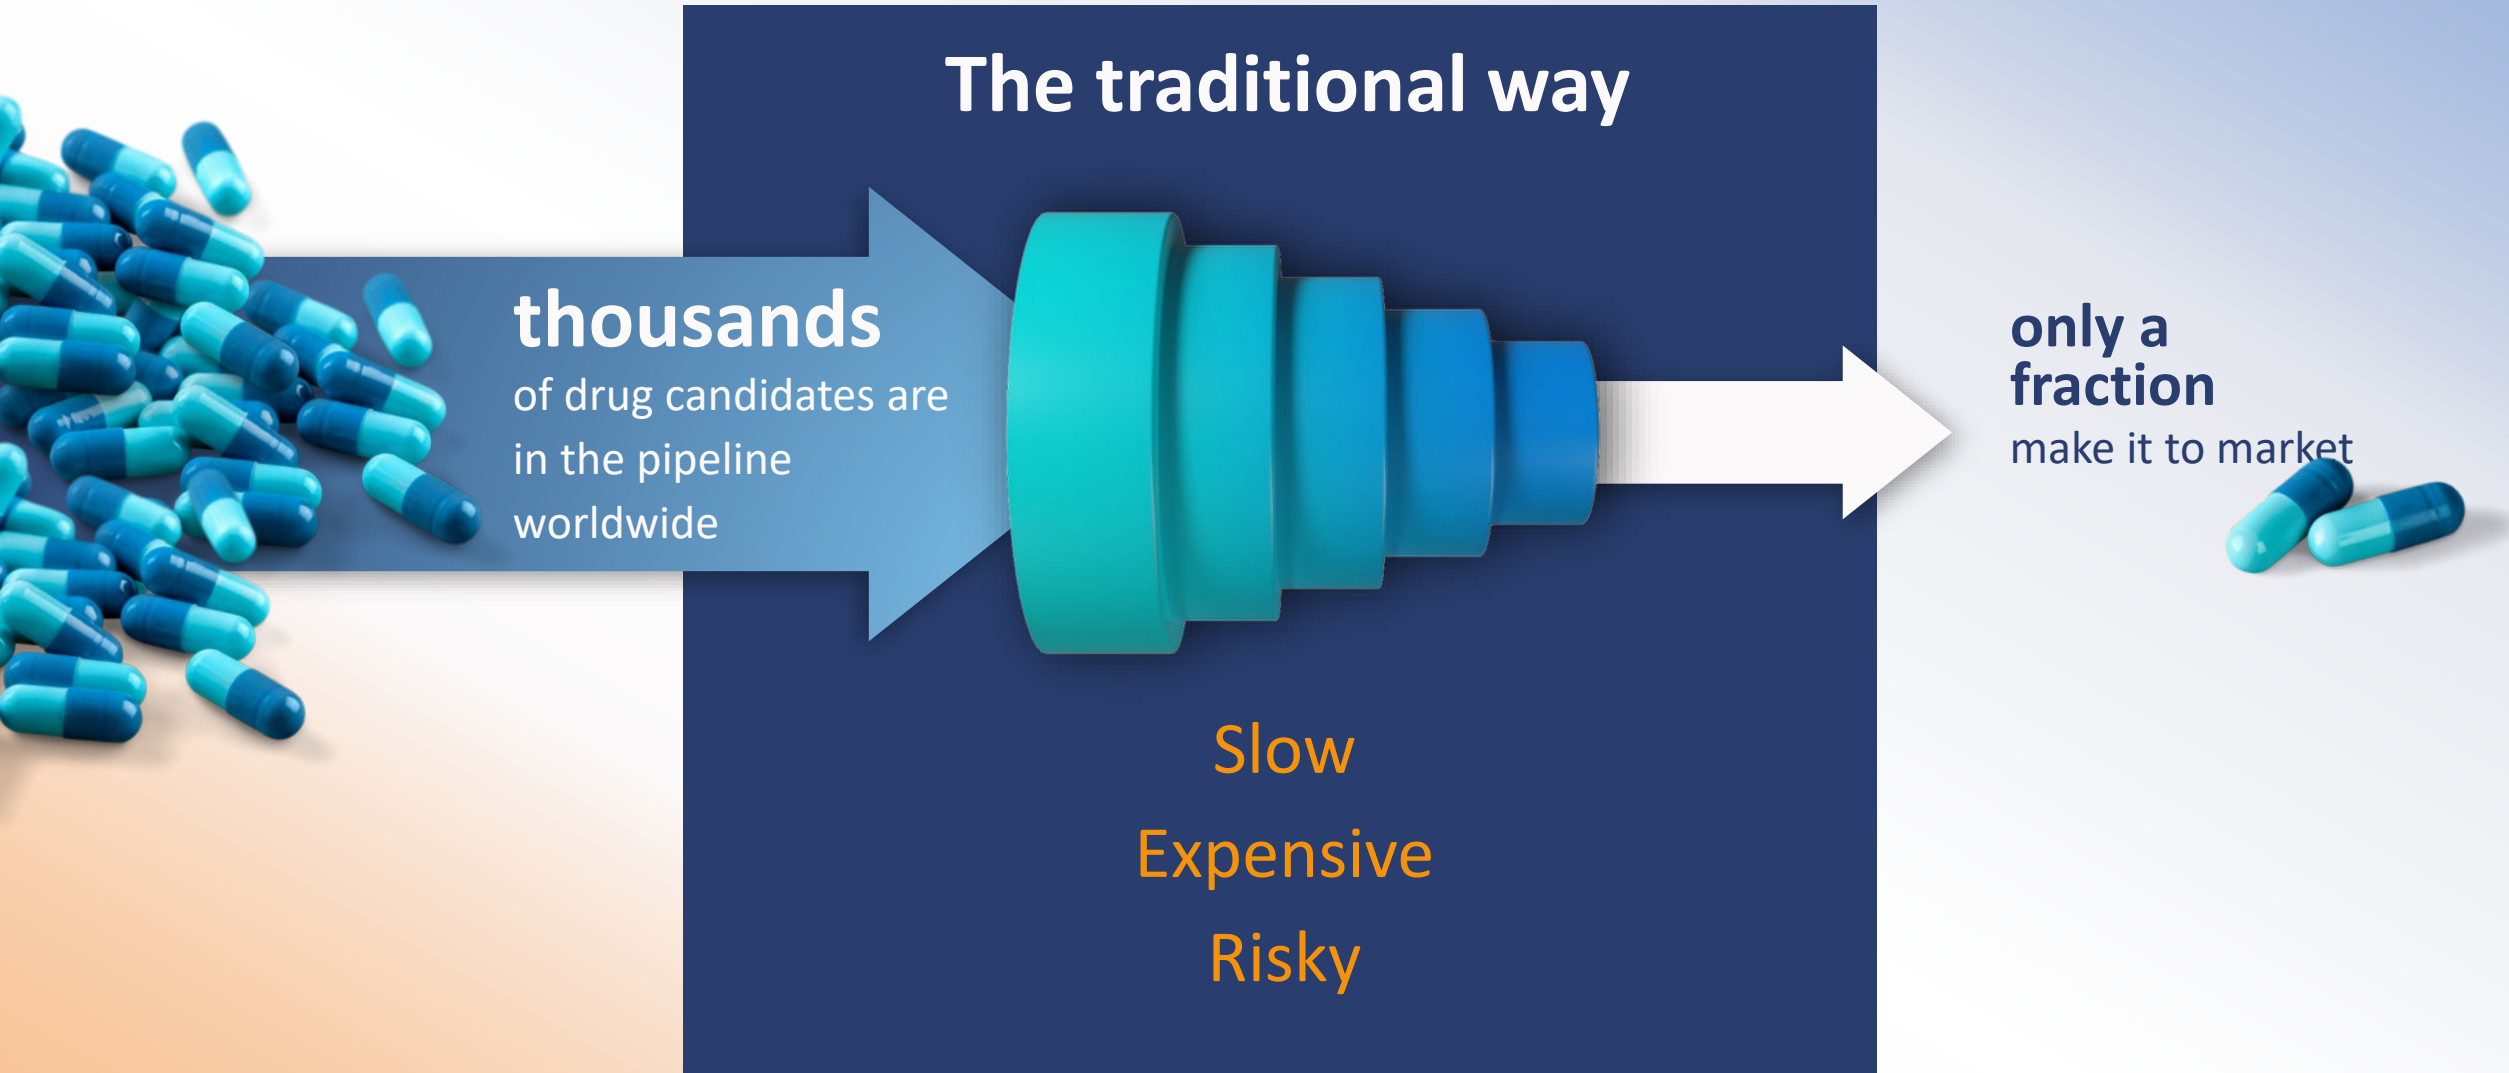 The traditional way
thousands
of drug candidates are
in the pipeline
worldwide
only a
fraction
make it to market
Slow
Expensive
Risky